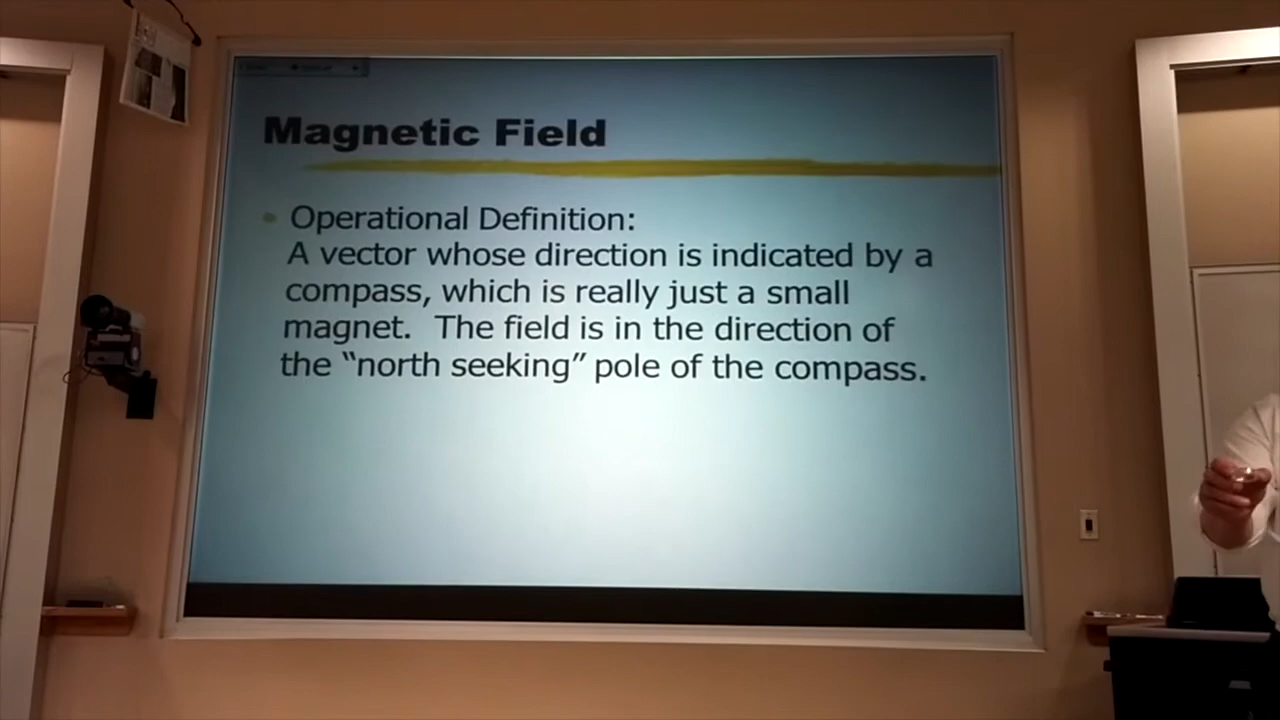 Magnetic Field
Operational Definition:
A vector whose direction is indicated by a
compass, which is really just a small
magnet. The field is in the direction of
the “north seeking” pole of the compass.